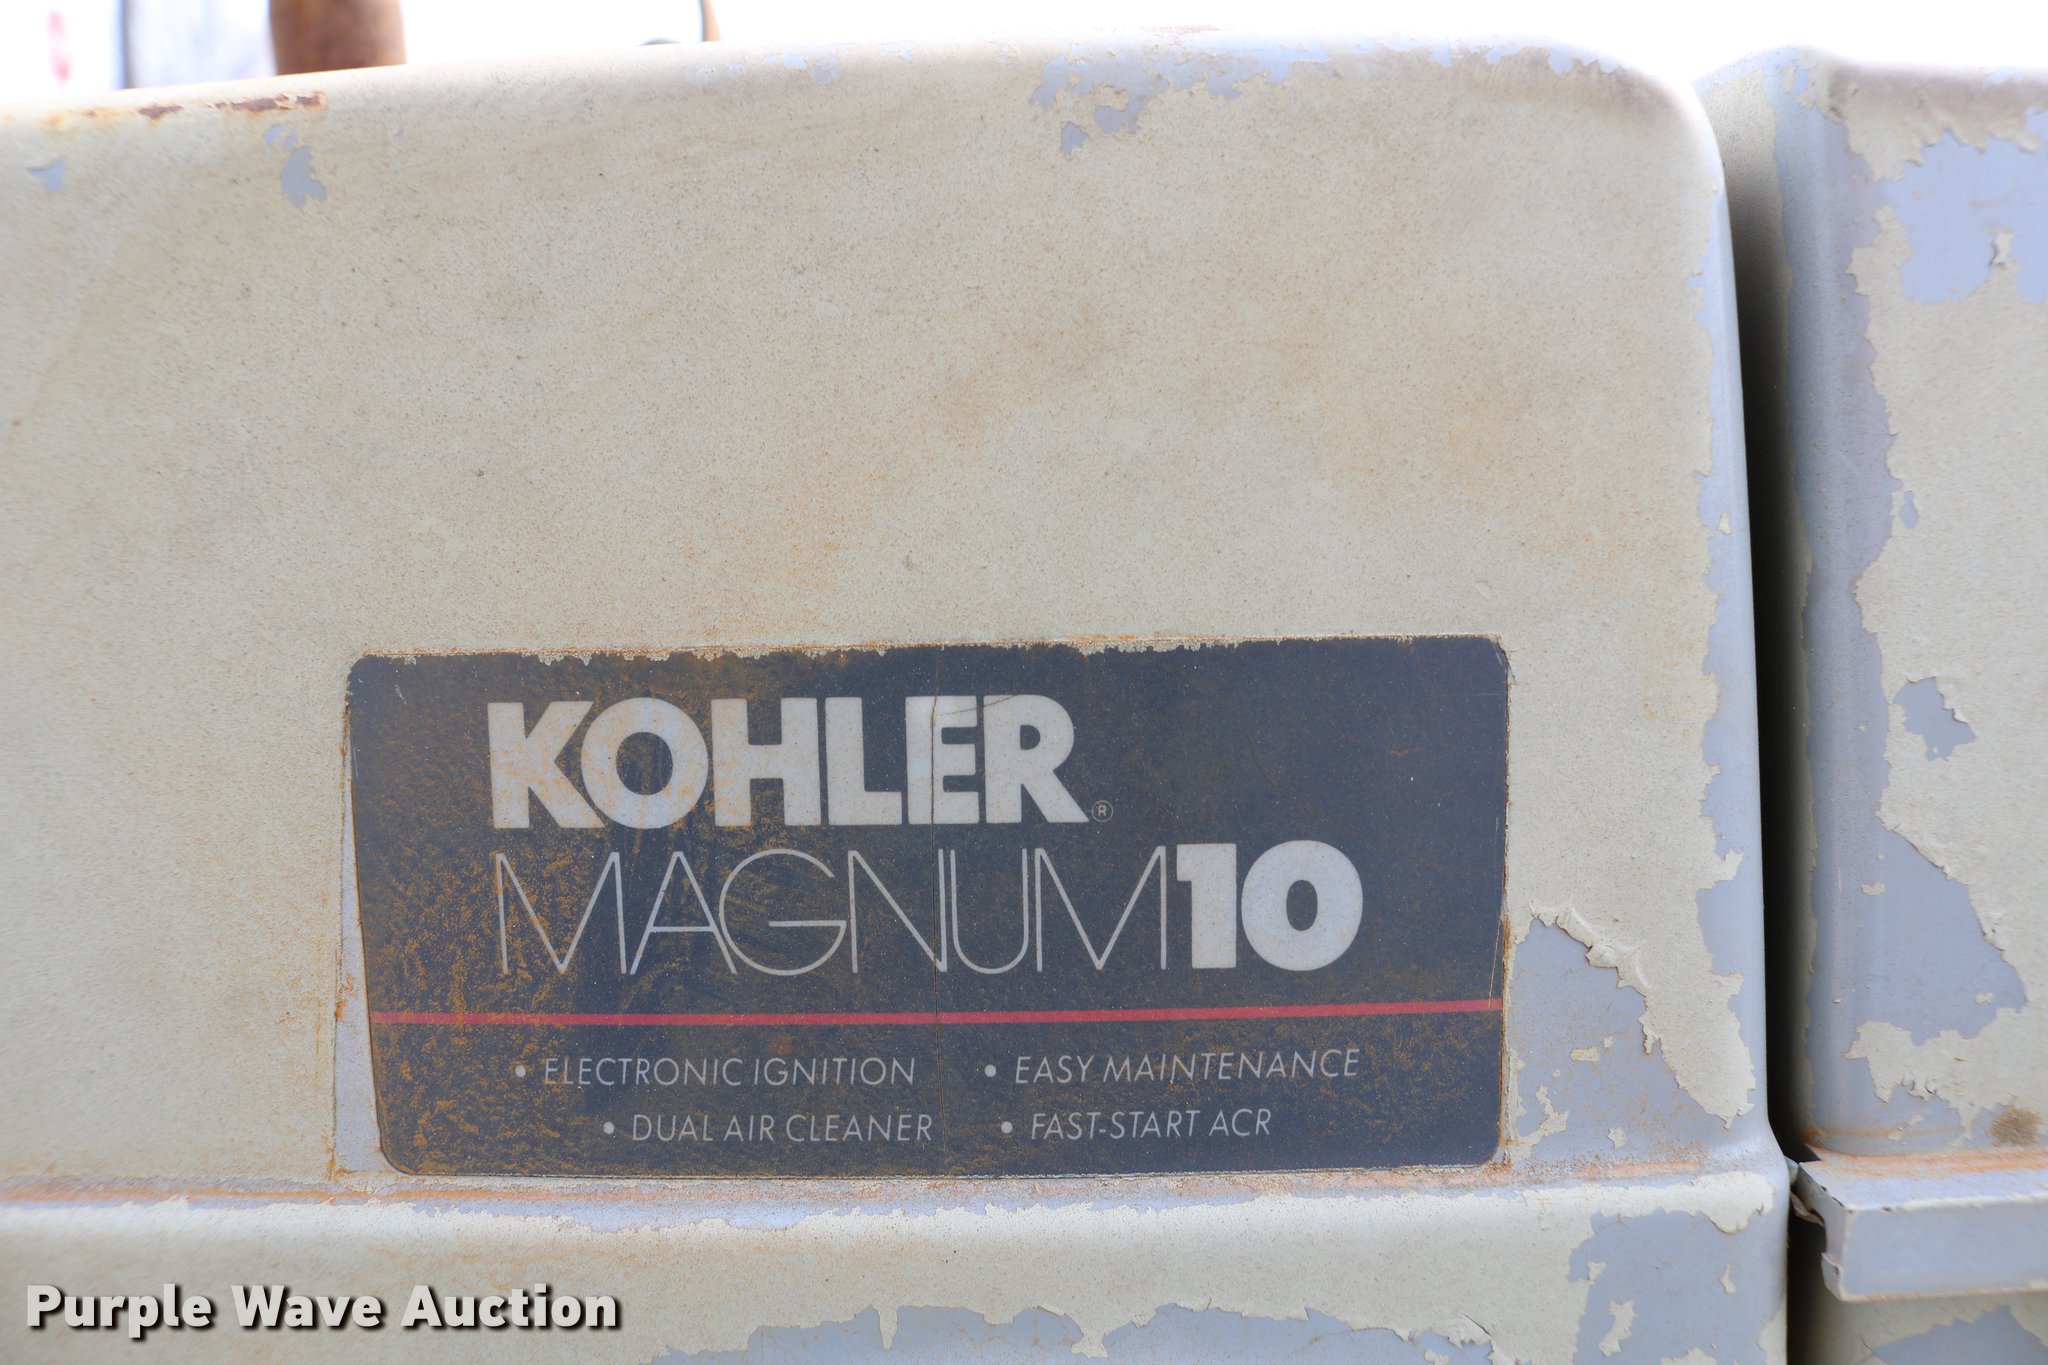 KOHLER®
MAGNUM10
• ELECTRONIC IGNITION • EASY MAINTENANCE
• DUAL AIR CLEANER • FAST-START ACR
Purple Wave Auction